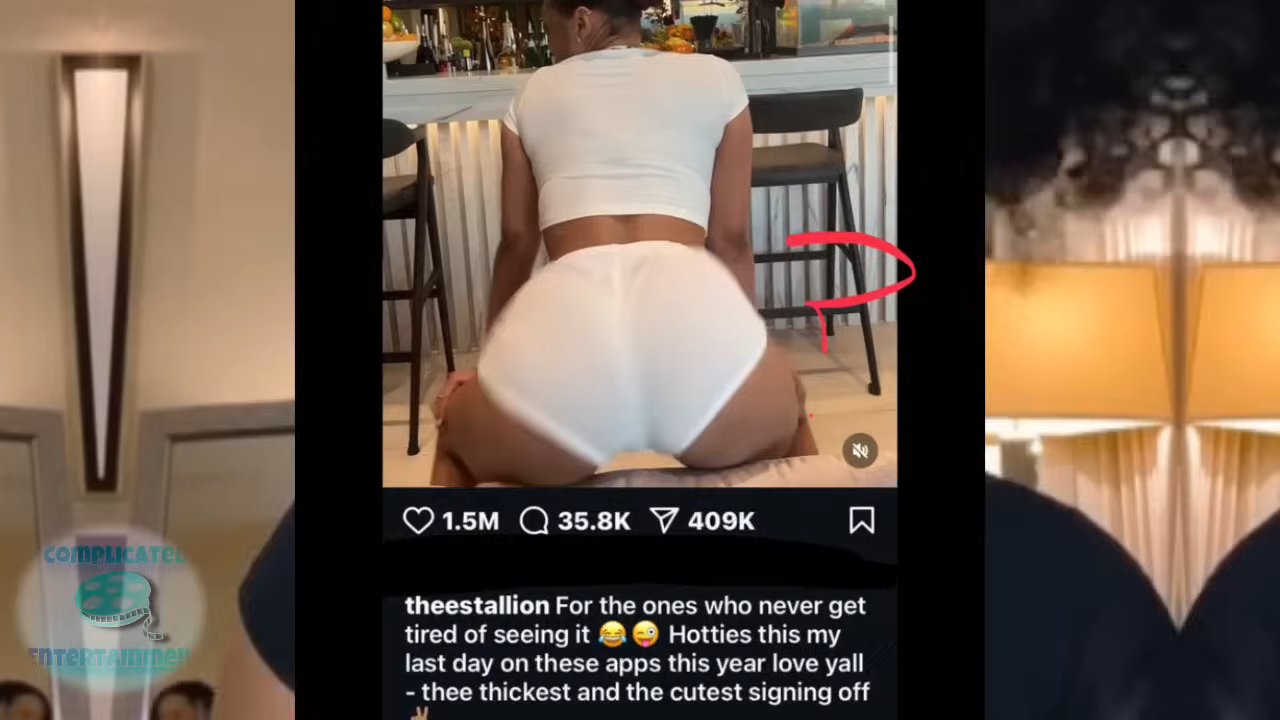 1.5M 35.8K 409K
theestallion For the ones who never get
tired of seeing it 😂😜 Hotties this my
last day on these apps this year love yall
- thee thickest and the cutest signing off
✌🏽
COMPLICATED
ENTERTAINMENT